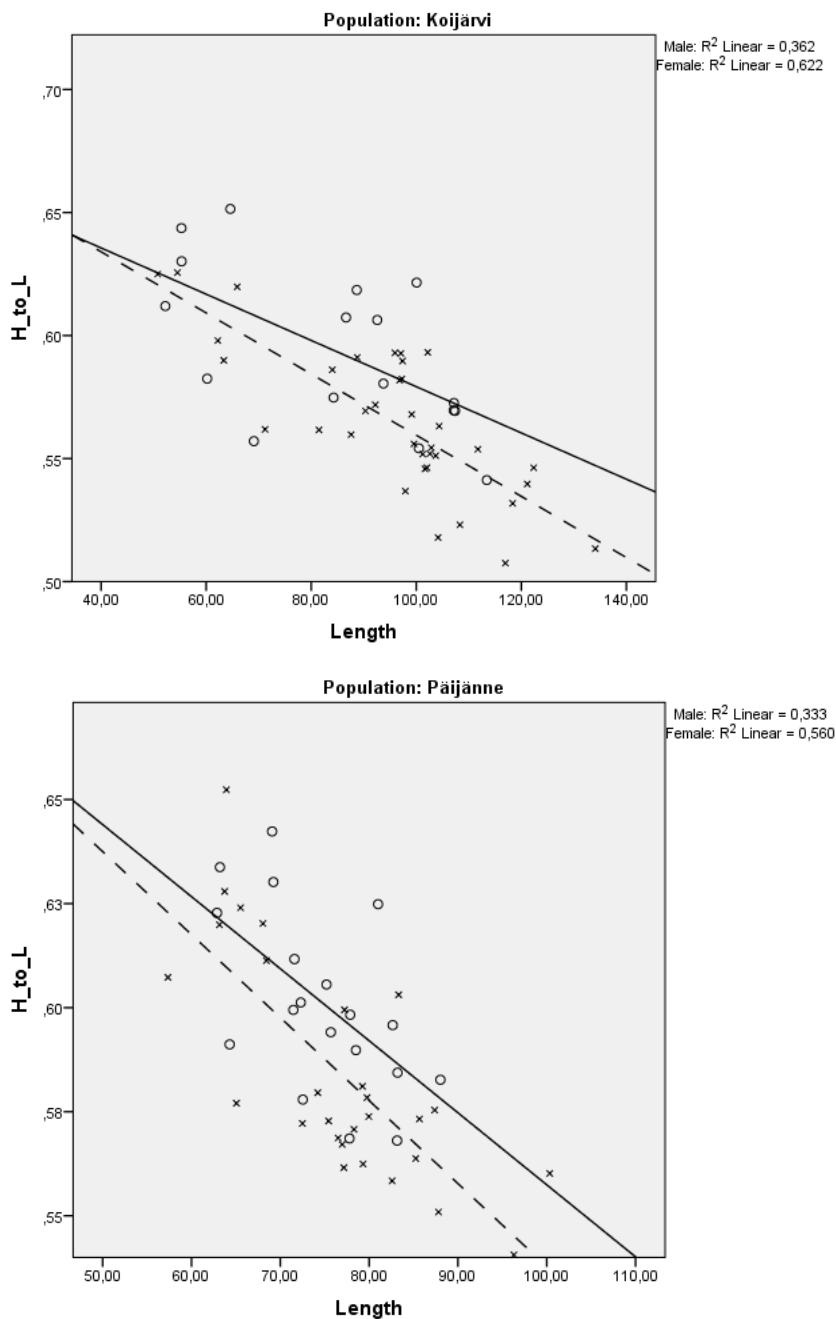 Population: Koijärvi
Male: R² Linear = 0,362
Female: R² Linear = 0,622
,70
,65
,60
,55
,50
H_to_L
40,00 60,00 80,00 100,00 120,00 140,00
Length
Population: Päijänne
Male: R² Linear = 0,333
Female: R² Linear = 0,560
,65
,63
,60
,58
,55
H_to_L
50,00 60,00 70,00 80,00 90,00 100,00 110,00
Length